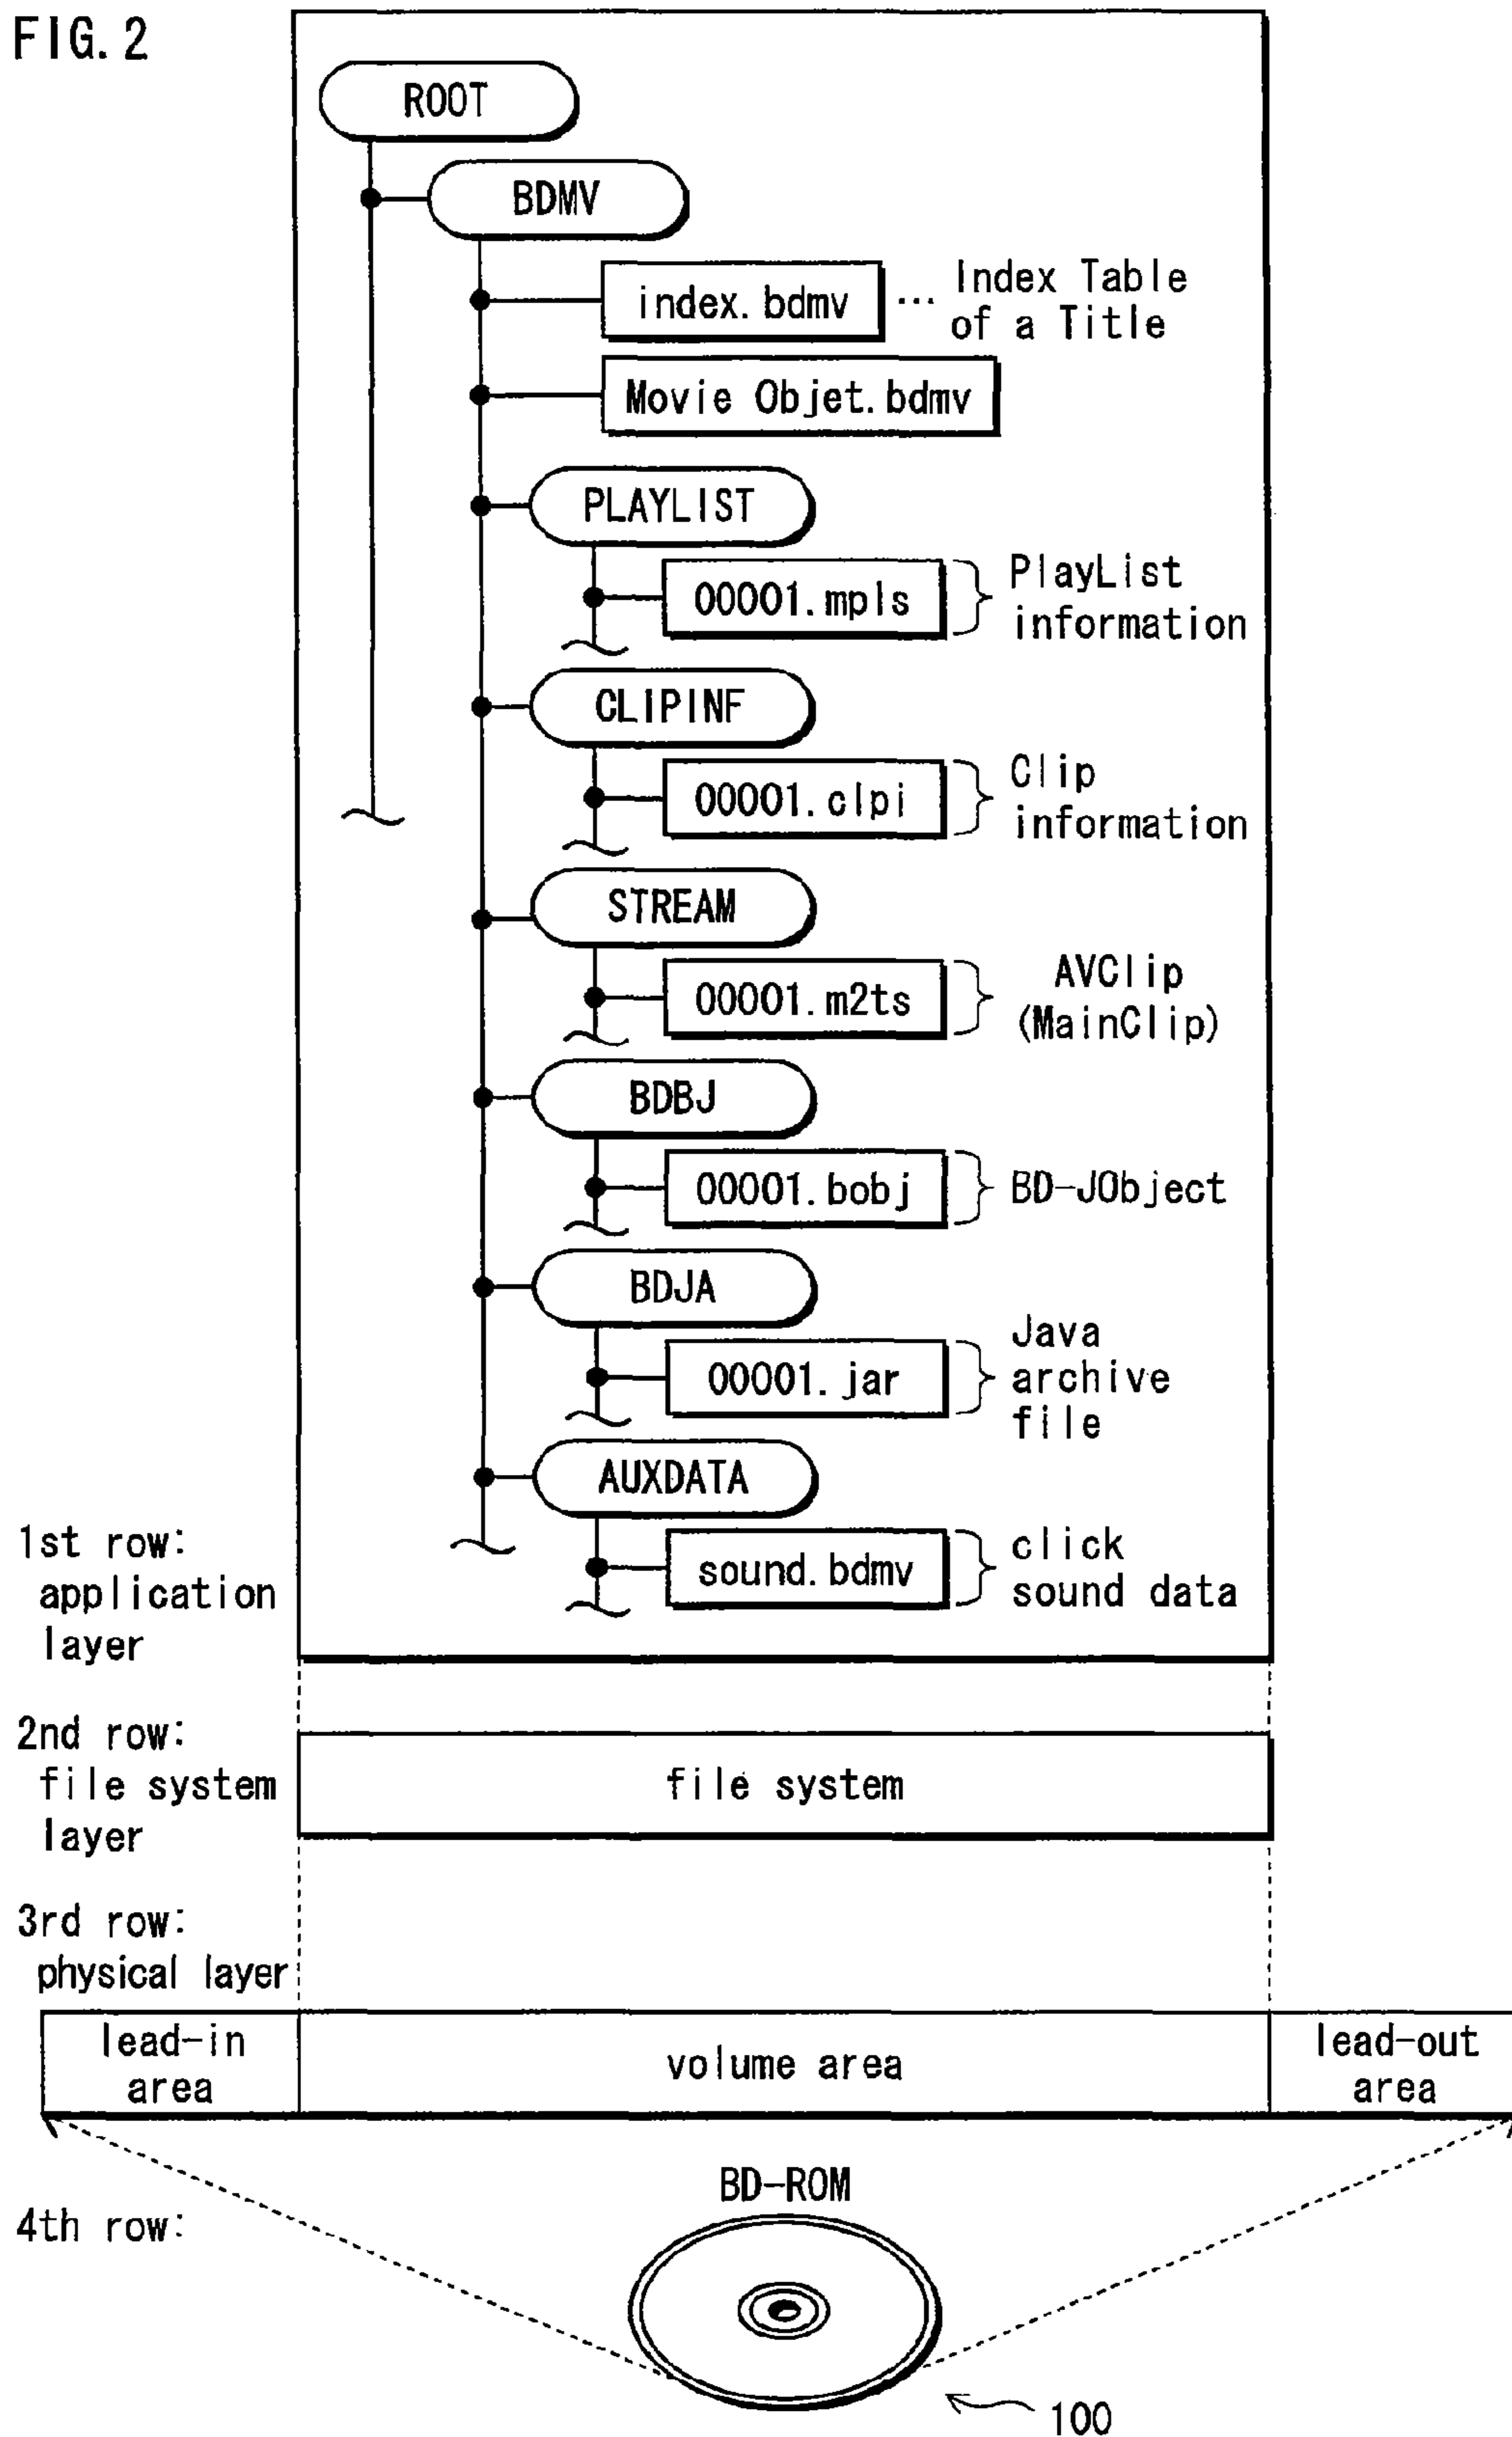 FIG. 2
ROOT
BDMV
index.bdmv ... Index Table
of a Title
Movie Objet.bdmv
PLAYLIST
00001.mpls
PlayList
information
CLIPINF
00001.clpi
Clip
information
STREAM
00001.m2ts
AVClip
(MainClip)
BDBJ
00001.bobj
BD-JObject
BDJA
00001.jar
Java
archive
file
AUXDATA
sound.bdmv
click
sound data
1st row:
application
layer
2nd row:
file system
layer
file system
3rd row:
physical layer
lead-in
area
volume area
lead-out
area
BD-ROM
4th row:
100